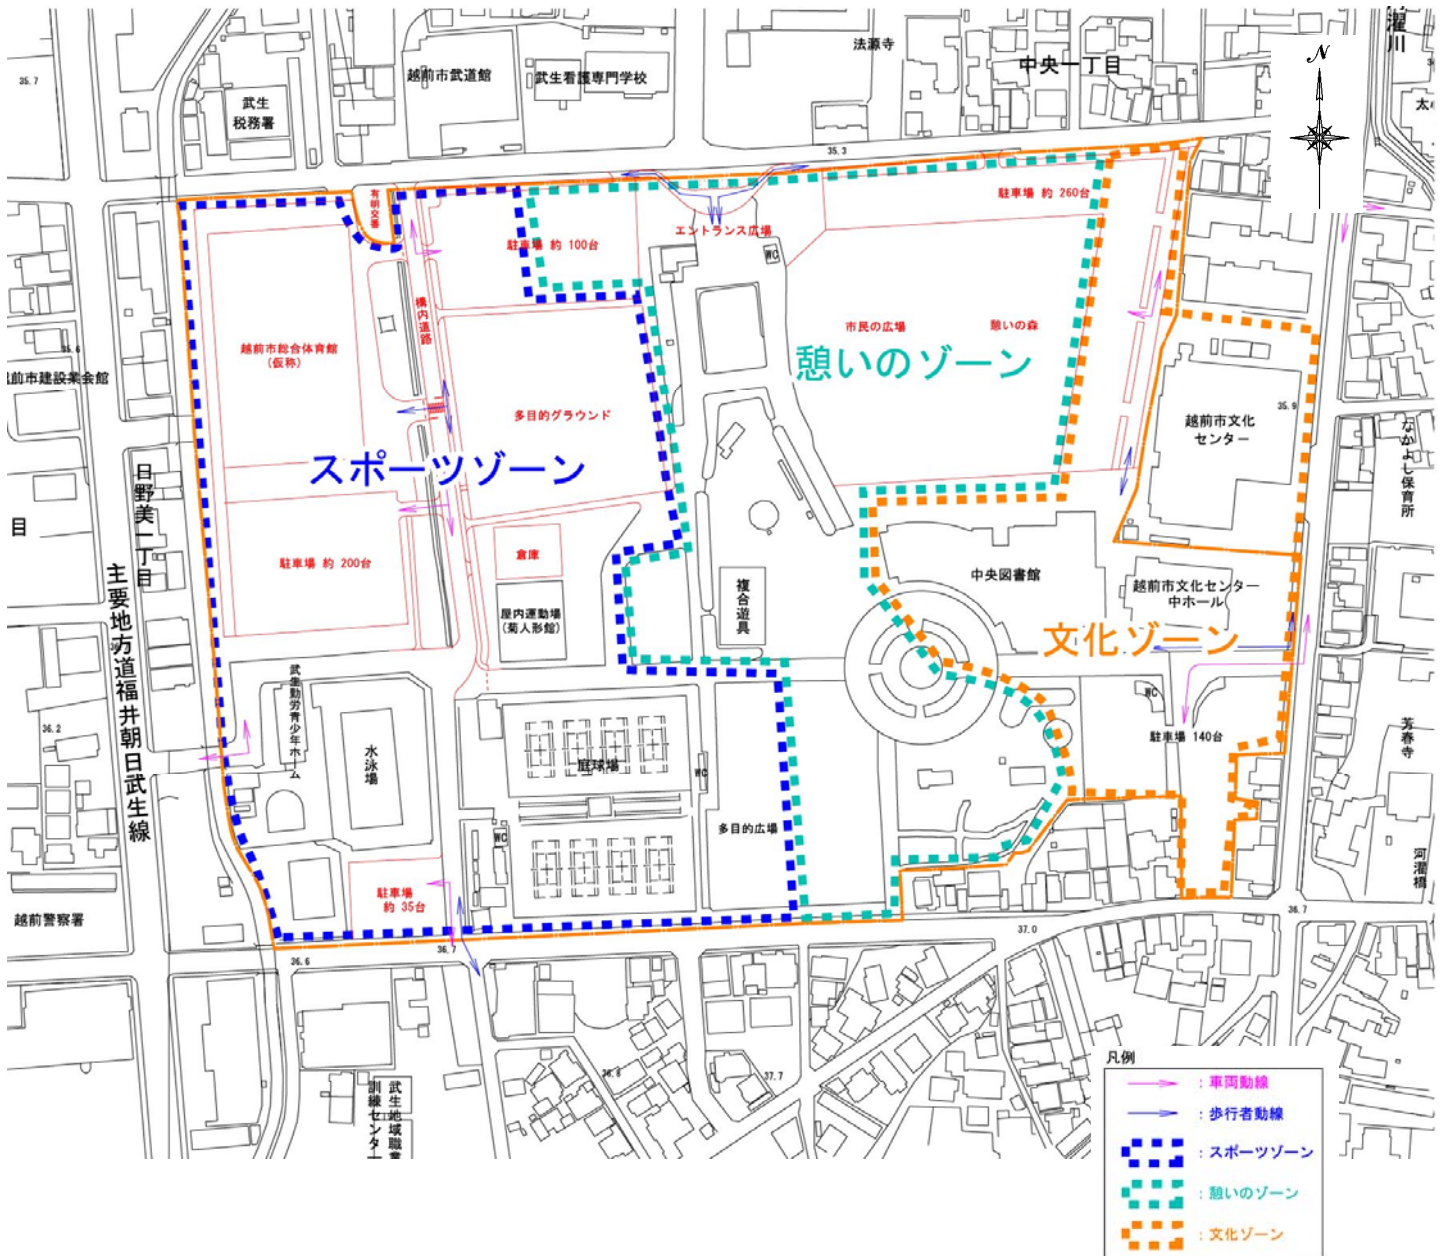 法源寺
中央一丁目
35.7
越前市武道館
武生看護専門学校
武生
税務署
N
35.3
有明交番
駐車場 約 260台
駐車場 約 100台
エントランス広場
WC
構内道路
市民の広場
憩いの森
越前市総合体育館
(仮称)
35.6
前市建設業会館
憩いのゾーン
多目的グラウンド
35.9
越前市文化
センター
なかよし保育所
スポーツゾーン
日野美一丁目
目
駐車場 約 200台
倉庫
中央図書館
主要地方道福井朝日武生線
複合遊具
屋内運動場
(菊人形館)
越前市文化センター
中ホール
文化ゾーン
武生勤労青少年ホーム
WC
36.2
水泳場
庭球場
WC
駐車場 140台
芳春寺
多目的広場
WC
河濯橋
駐車場
約 35台
越前警察署
36.7
37.0
36.7
36.6
36.8
37.7
武生地域職業
訓練センター
凡例
：車両動線
：歩行者動線
：スポーツゾーン
：憩いのゾーン
：文化ゾーン